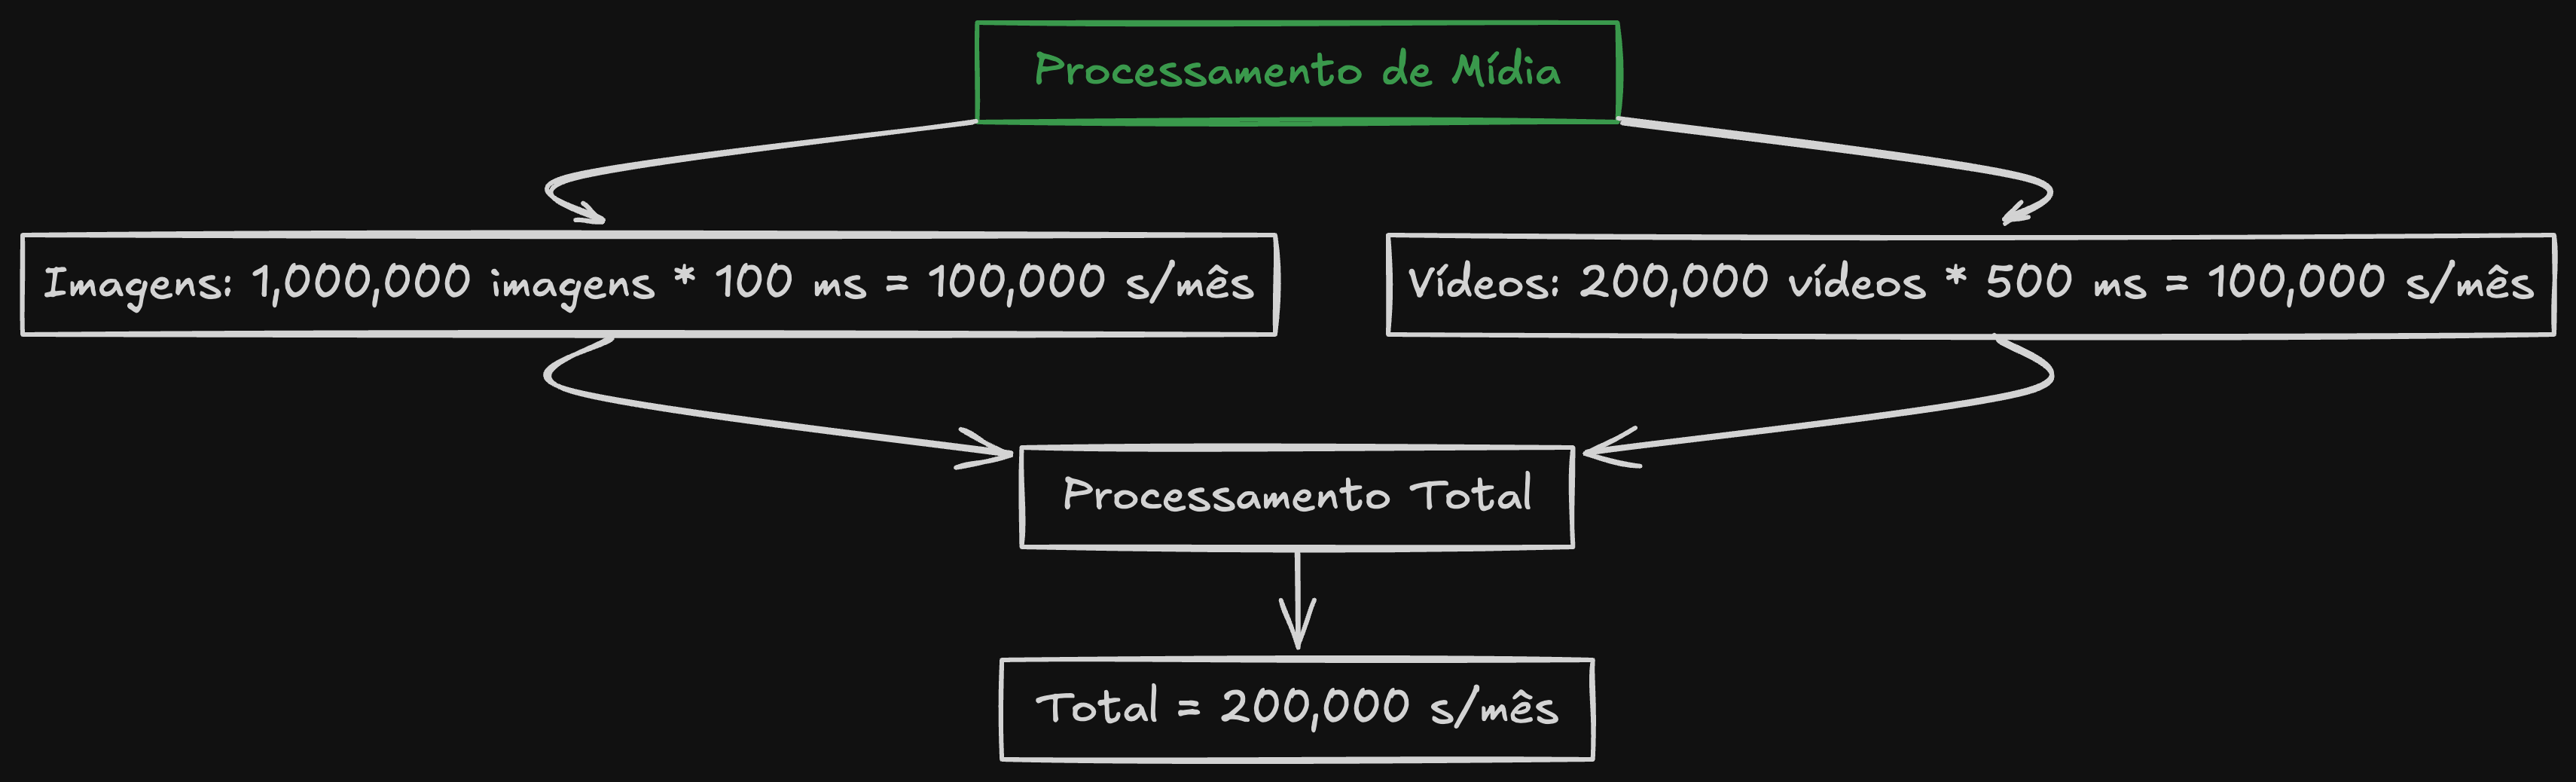 Processamento de Mídia
Imagens: 1,000,000 imagens * 100 ms = 100,000 s/mês
Vídeos: 200,000 vídeos * 500 ms = 100,000 s/mês
Processamento Total
Total = 200,000 s/mês